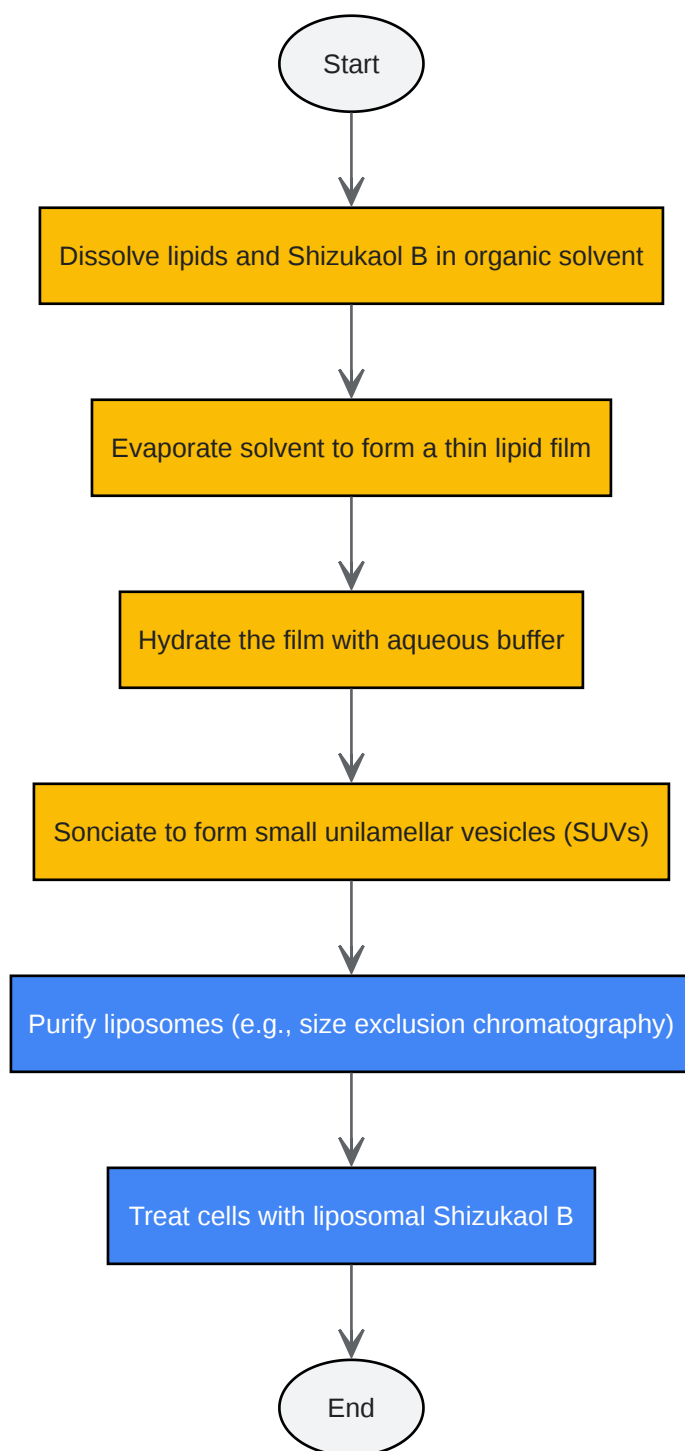 Start
Dissolve lipids and Shizukaol B in organic solvent
Evaporate solvent to form a thin lipid film
Hydrate the film with aqueous buffer
Sonciate to form small unilamellar vesicles (SUVs)
Purify liposomes (e.g., size exclusion chromatography)
Treat cells with liposomal Shizukaol B
End